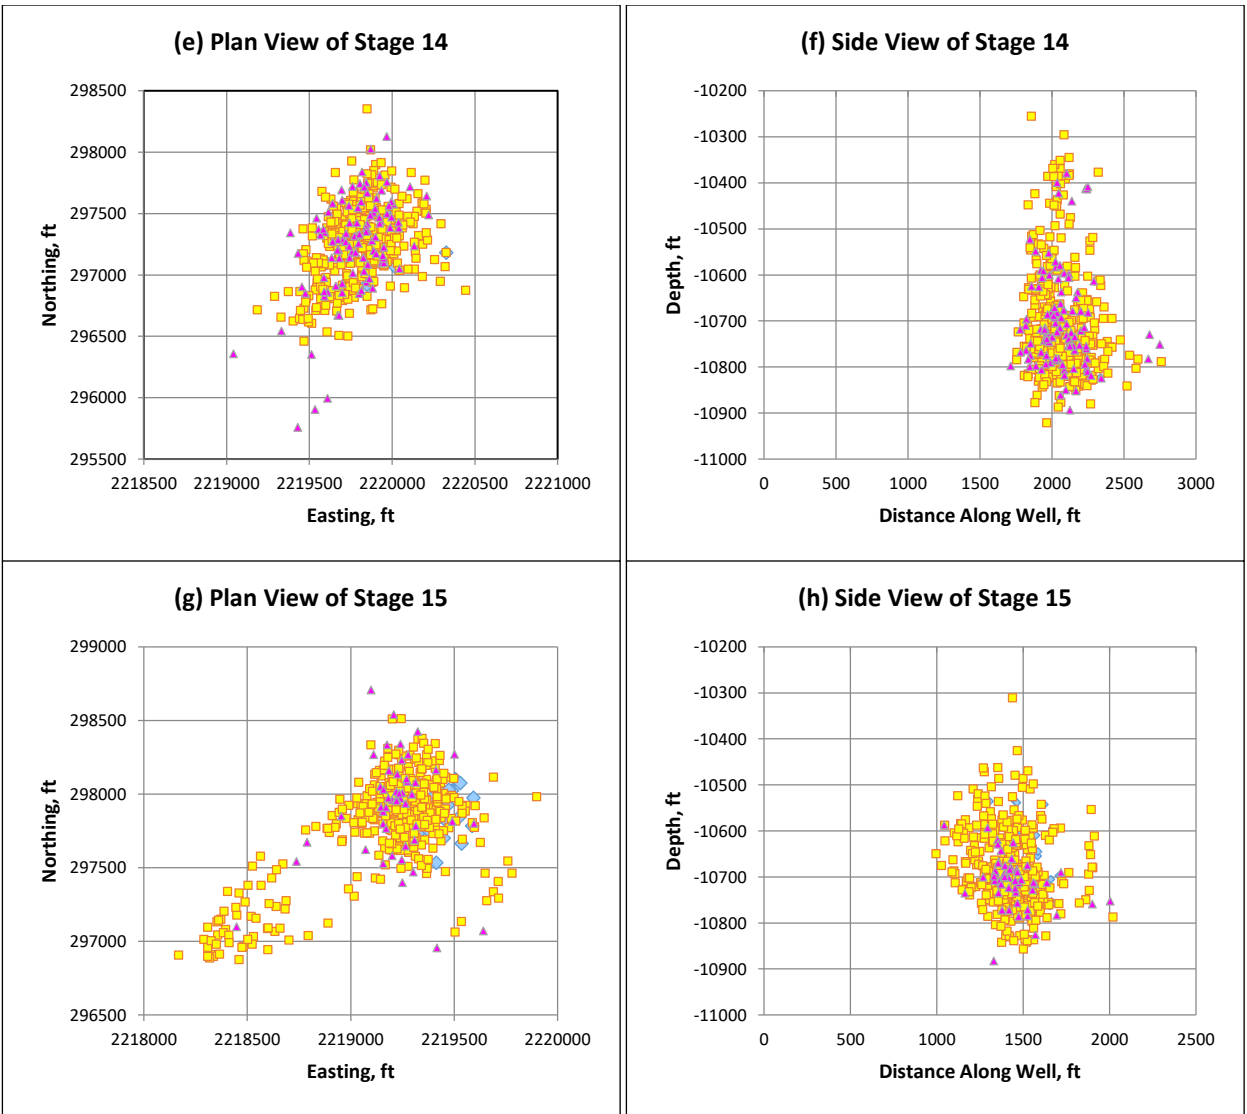 (e) Plan View of Stage 14
298500
298000
297500
297000
296500
296000
295500
2218500 2219000 2219500 2220000 2220500 2221000
Northing, ft
Easting, ft
(f) Side View of Stage 14
-10200
-10300
-10400
-10500
-10600
-10700
-10800
-10900
-11000
0 500 1000 1500 2000 2500 3000
Depth, ft
Distance Along Well, ft
(g) Plan View of Stage 15
299000
298500
298000
297500
297000
296500
2218000 2218500 2219000 2219500 2220000
Northing, ft
Easting, ft
(h) Side View of Stage 15
-10200
-10300
-10400
-10500
-10600
-10700
-10800
-10900
-11000
0 500 1000 1500 2000 2500
Depth, ft
Distance Along Well, ft